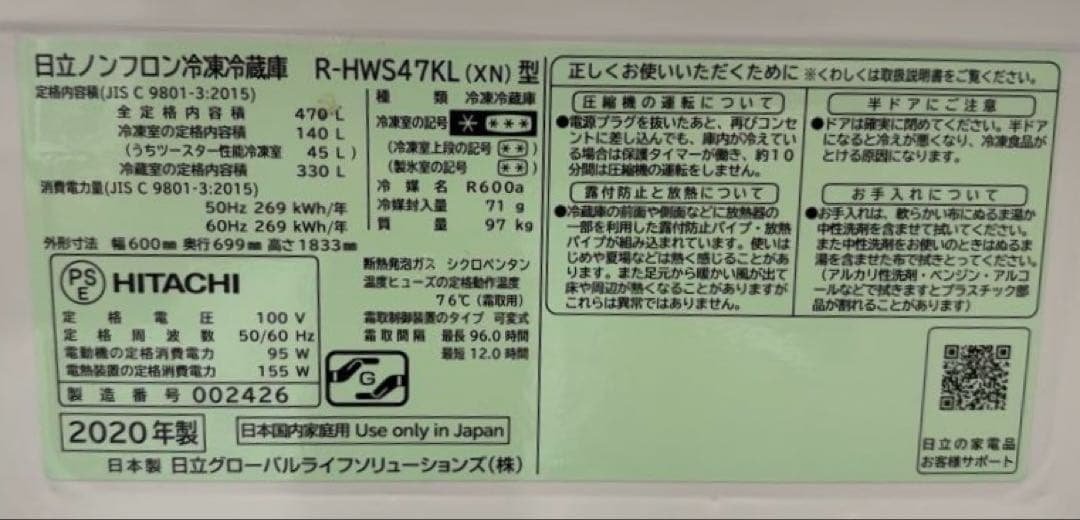 日立ノンフロン冷凍冷蔵庫 R-HWS47KL(XN)型
定格内容積(JIS C 9801-3:2015)
全定格内容積 470 L
冷凍室の定格内容積 140 L
(うちツースター性能冷凍室 45 L)
冷蔵室の定格内容積 330 L
消費電力量(JIS C 9801-3:2015)
50Hz 269 kWh/年
60Hz 269 kWh/年
外形寸法 幅600mm 奥行699mm 高さ1833mm
種類 冷凍冷蔵庫
冷凍室の記号 * ***
(冷凍室上段の記号 **)
(製氷室の記号 **)
冷媒名 R600a
冷媒封入量 71 g
質量 97 kg
PSE HITACHI
定格電圧 100 V
定格周波数 50/60 Hz
電動機の定格消費電力 95 W
電熱装置の定格消費電力 155 W
製造番号 002426
断熱発泡ガス シクロペンタン
温度ヒューズの定格動作温度
76℃(霜取用)
霜取制御装置のタイプ 可変式
霜取間隔 最長 96.0 時間
最短 12.0 時間
G
2020年製
日本国内家庭用 Use only in Japan
日本製 日立グローバルライフソリューションズ(株)
正しくお使いいただくために ※くわしくは取扱説明書をご覧ください。
圧縮機の運転について
●電源プラグを抜いたあと、再びコンセ
ントに差し込んでも、庫内が冷えてい
る場合は保護タイマーが働き、約10
分間は圧縮機の運転をしません。
露付防止と放熱について
●冷蔵庫の前面や側面などに放熱器の
一部を利用した露付防止パイプ・放熱
パイプが組み込まれています。使いは
じめや夏場などは熱く感じることがあ
ります。また足元から暖かい風が出て
床や周辺が熱くなることがありますが
これらは異常ではありません。
半ドアにご注意
●ドアは確実に閉めてください。半ドア
になると冷えが悪くなり、冷凍食品が
とける原因になります。
お手入れについて
●お手入れは、軟らかい布にぬるま湯か
中性洗剤を含ませて拭いてください。
また中性洗剤をお使いのときはぬるま
湯を含ませた布で拭きとってください。
(アルカリ性洗剤・ベンジン・アルコ
ールなどで拭きますとプラスチック部
品が割れることがあります)
日立の家電品
お客様サポート